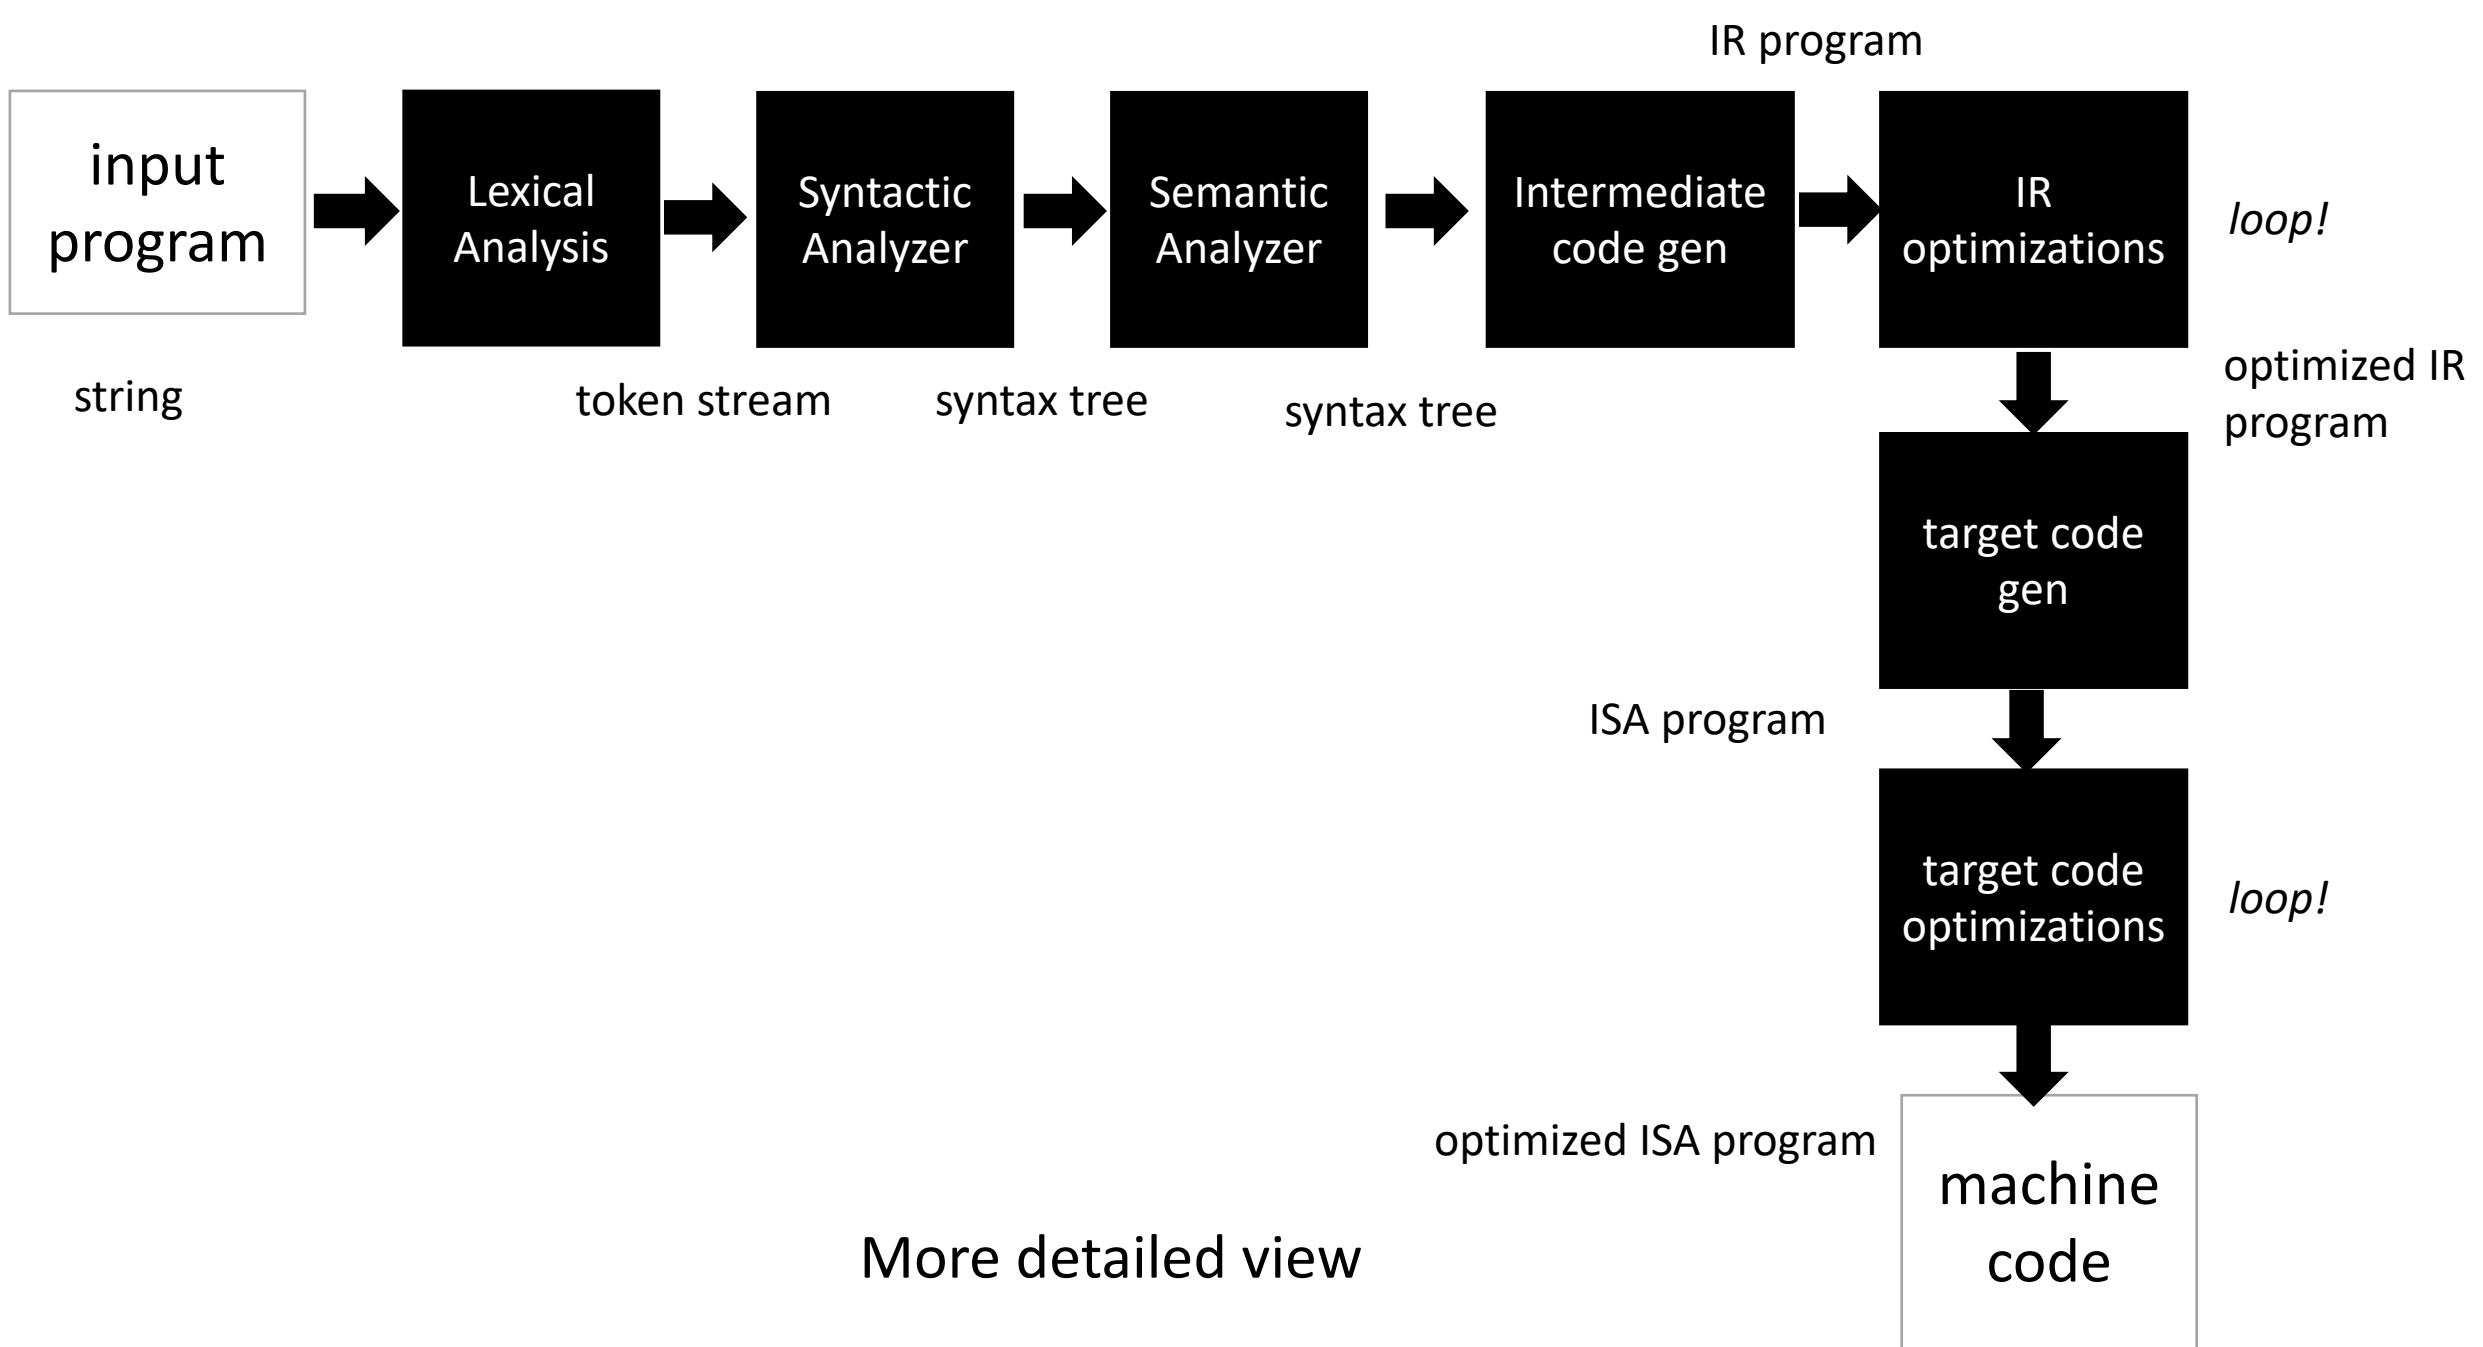 IR program
input
program
Lexical
Analysis
Syntactic
Analyzer
Semantic
Analyzer
Intermediate
code gen
IR
optimizations
loop!
string
token stream
syntax tree
syntax tree
optimized IR
program
target code
gen
ISA program
target code
optimizations
loop!
optimized ISA program
machine
code
More detailed view